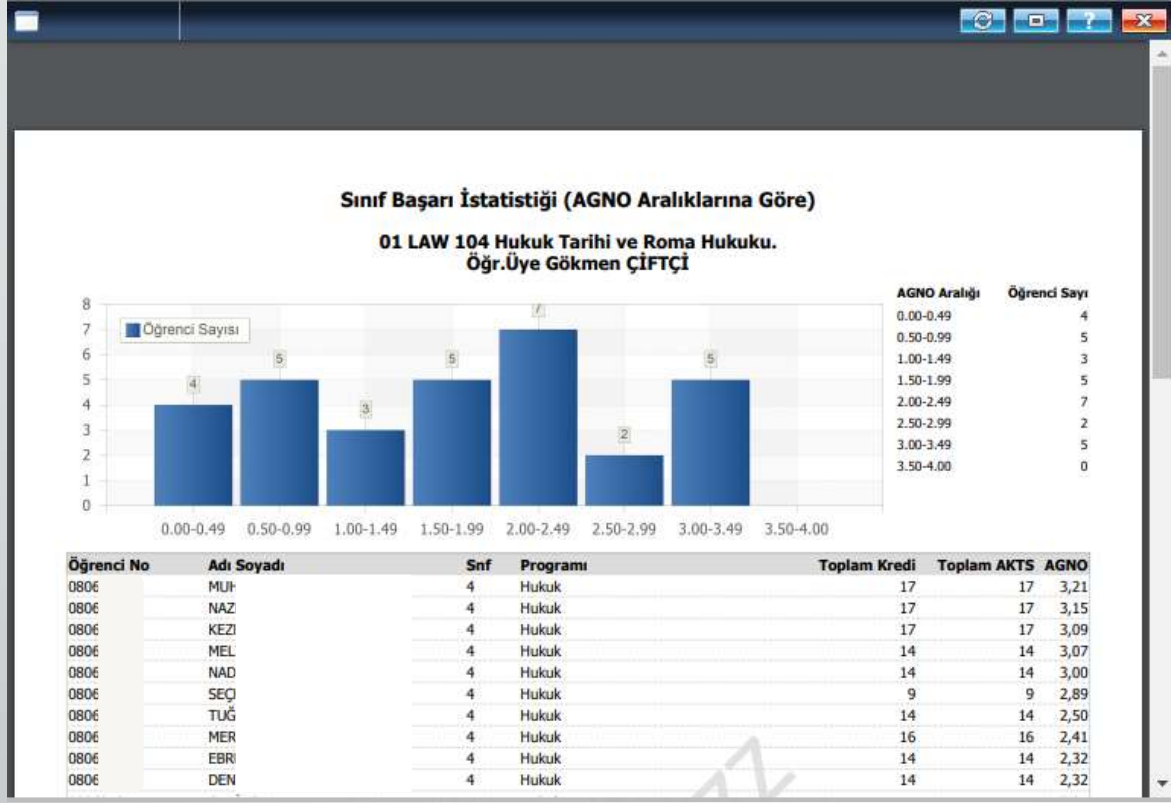 Sınıf Başarı İstatistiği (AGNO Aralıklarına Göre)
01 LAW 104 Hukuk Tarihi ve Roma Hukuku.
Öğr.Üye Gökmen ÇİFTÇİ
Öğrenci Sayısı
8
7
6
5
4
3
2
1
0
4
5
3
5
7
2
5
0.00-0.49 0.50-0.99 1.00-1.49 1.50-1.99 2.00-2.49 2.50-2.99 3.00-3.49 3.50-4.00
AGNO Aralığı Öğrenci Sayı
0.00-0.49 4
0.50-0.99 5
1.00-1.49 3
1.50-1.99 5
2.00-2.49 7
2.50-2.99 2
3.00-3.49 5
3.50-4.00 0
Öğrenci No Adı Soyadı Snf Programı Toplam Kredi Toplam AKTS AGNO
0806 MUH 4 Hukuk 17 17 3,21
0806 NAZ 4 Hukuk 17 17 3,15
0806 KEZ 4 Hukuk 17 17 3,09
0806 MEL 4 Hukuk 14 14 3,07
0806 NAD 4 Hukuk 14 14 3,00
0806 SEÇ 4 Hukuk 9 9 2,89
0806 TUĞ 4 Hukuk 14 14 2,50
0806 MER 4 Hukuk 16 16 2,41
0806 EBR 4 Hukuk 14 14 2,32
0806 DEN 4 Hukuk 14 14 2,32